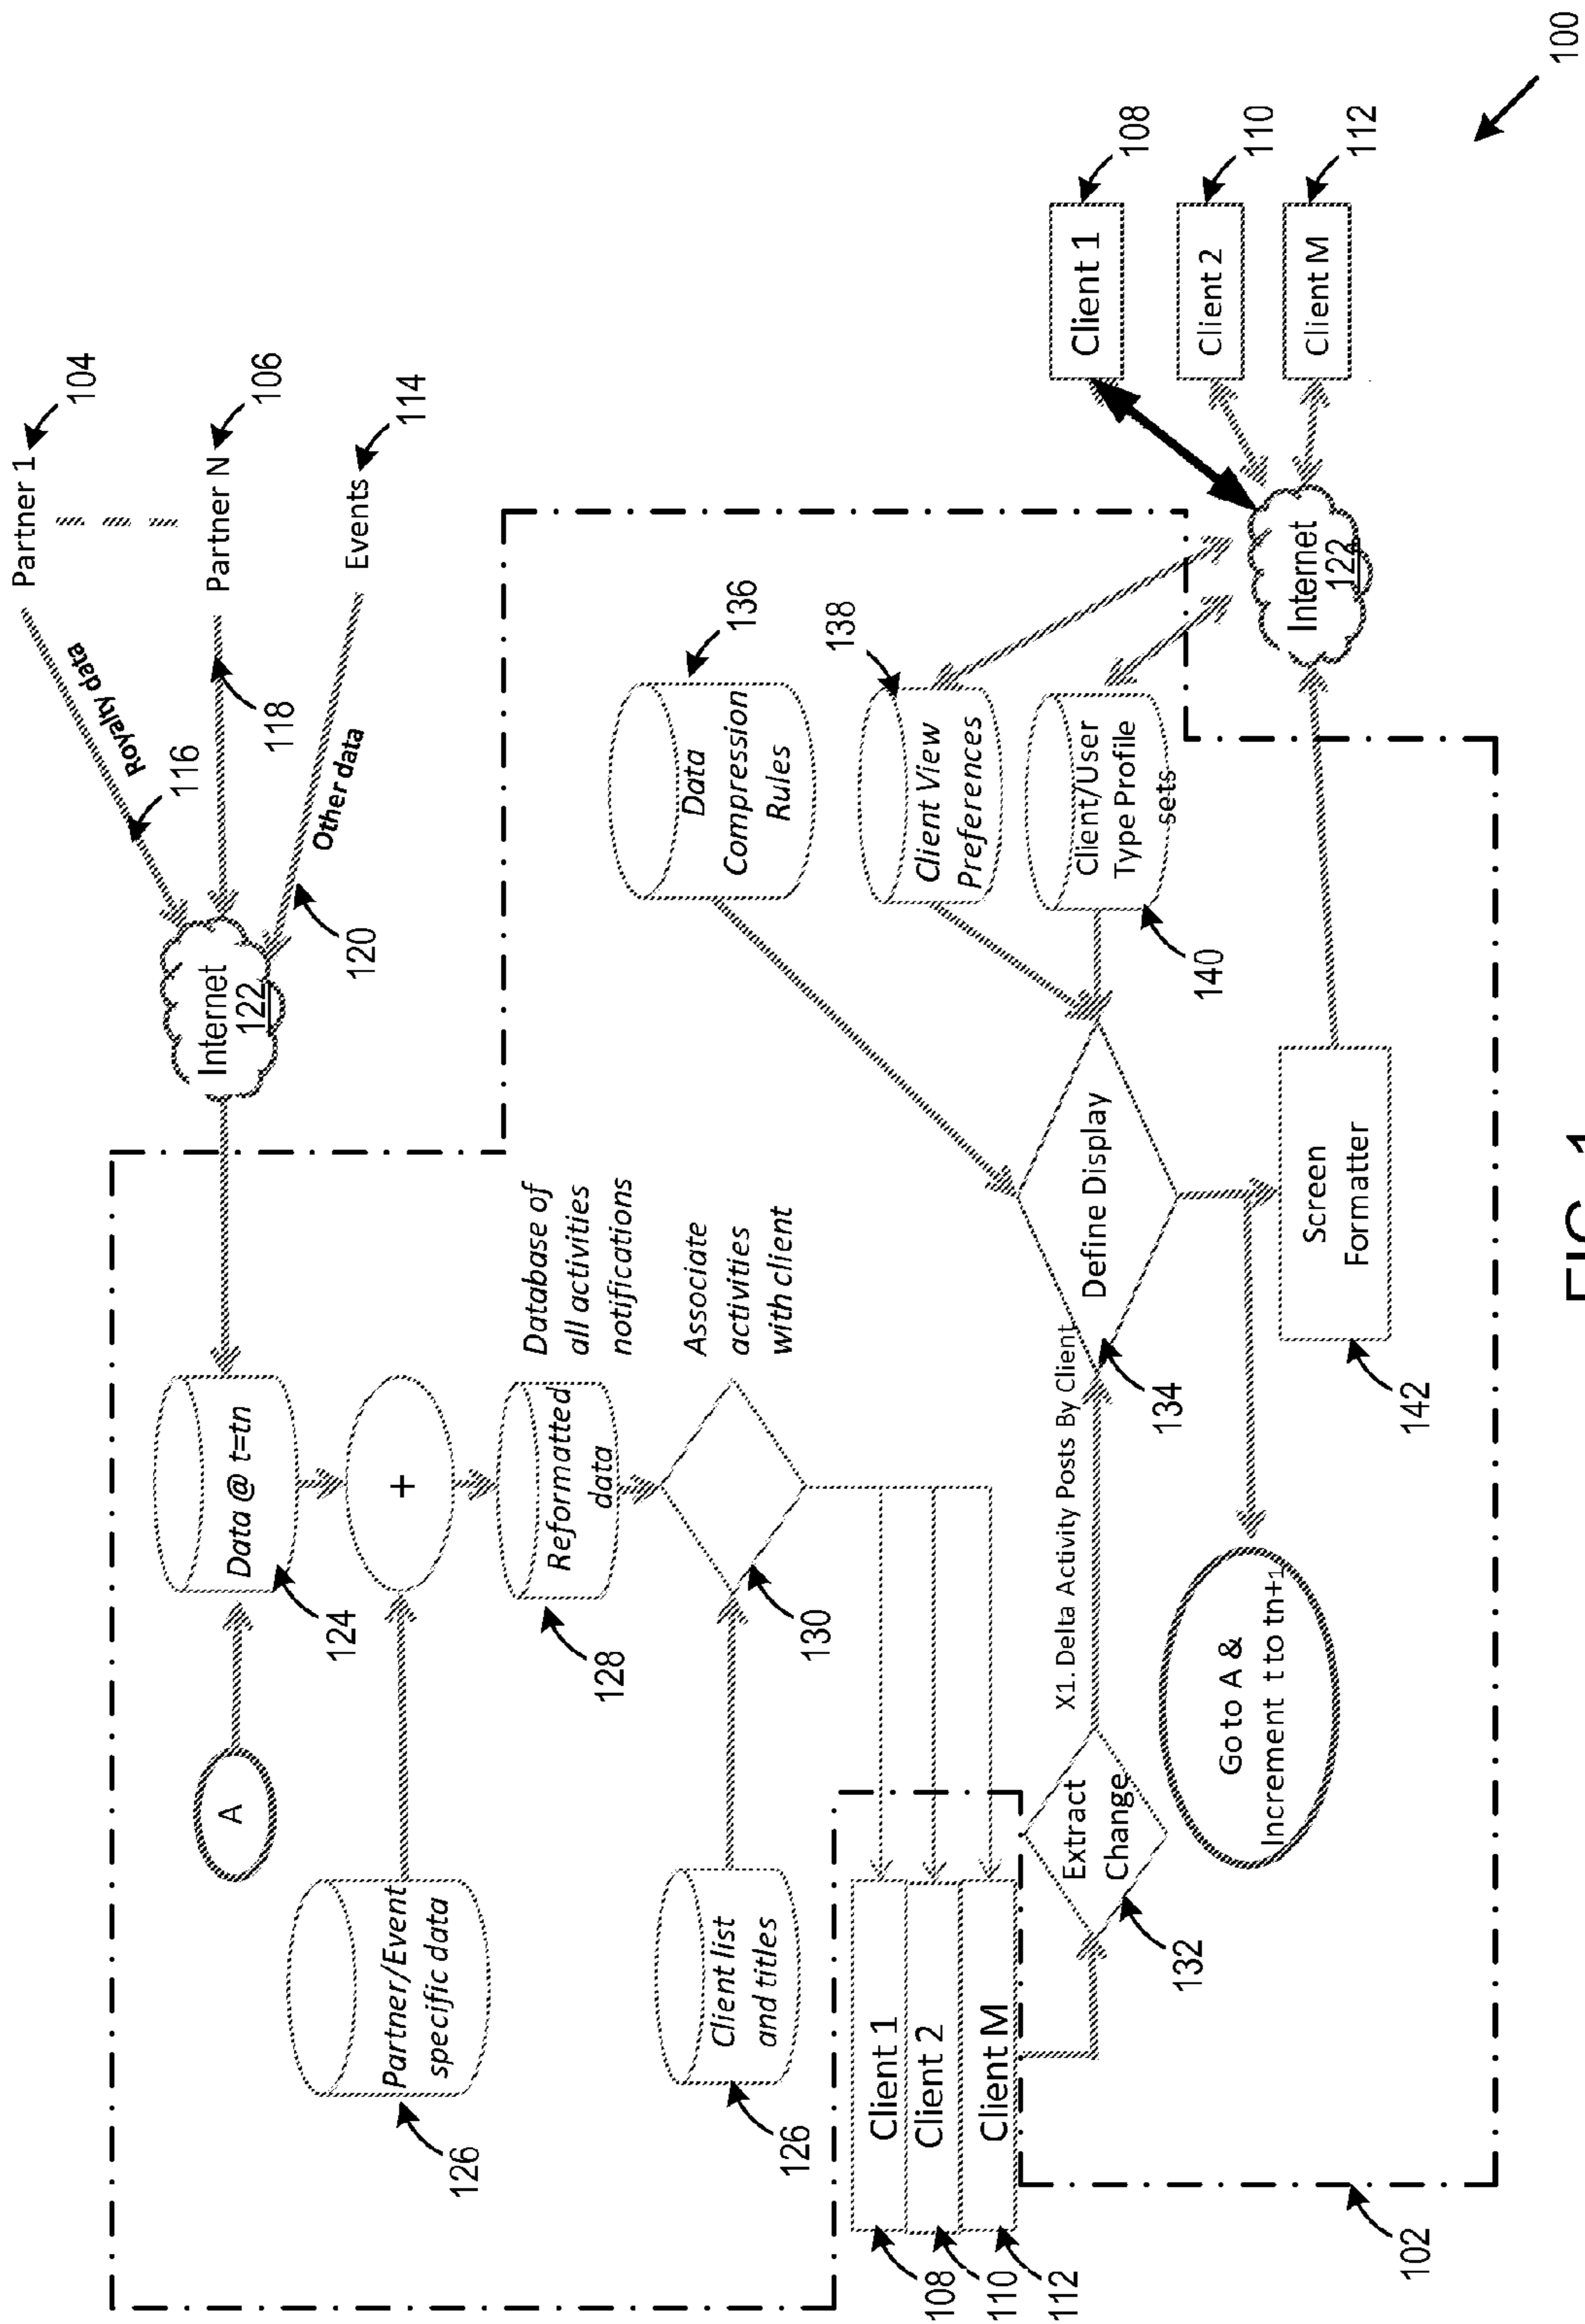 Partner 1
104
Royalty data
116
Partner N
106
118
Events
114
Other data
120
Internet
122
A
Data @ t=tn
124
Partner/Event
specific data
126
+
Reformatted
data
128
Database of
all activities
notifications
Client list
and titles
126
130
Associate
activities
with client
Client 1
Client 2
Client M
108
110
112
Extract
Change
132
X1. Delta Activity Posts By Client
Define Display
134
Data
Compression
Rules
136
Client View
Preferences
138
Client/User
Type Profile
sets
140
Go to A &
Increment t to tn+1
Screen
Formatter
142
Internet
122
Client 1
108
Client 2
110
Client M
112
102
100
FIG. 1